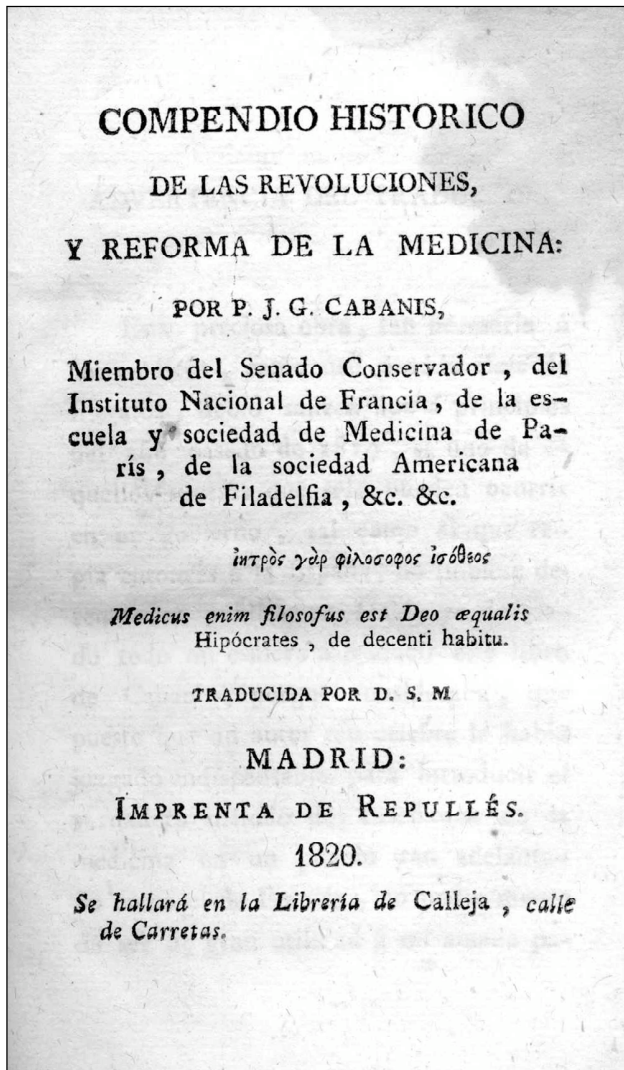 COMPENDIO HISTORICO
DE LAS REVOLUCIONES,
Y REFORMA DE LA MEDICINA:
POR P. J. G. CABANIS,
Miembro del Senado Conservador , del
Instituto Nacional de Francia , de la es-
cuela y sociedad de Medicina de Pa-
ris , de la sociedad Americana
de Filadelfia , &c. &c.
ἰητρὸς γὰρ φιλοσοφος ἰσόθεος
Medicus enim filosofus est Deo æqualis
Hipócrates , de decenti habitu.
TRADUCIDA POR D. S. M
MADRID:
IMPRENTA DE REPULLÉS.
1820.
Se hallará en la Librería de Calleja , calle
de Carretas.